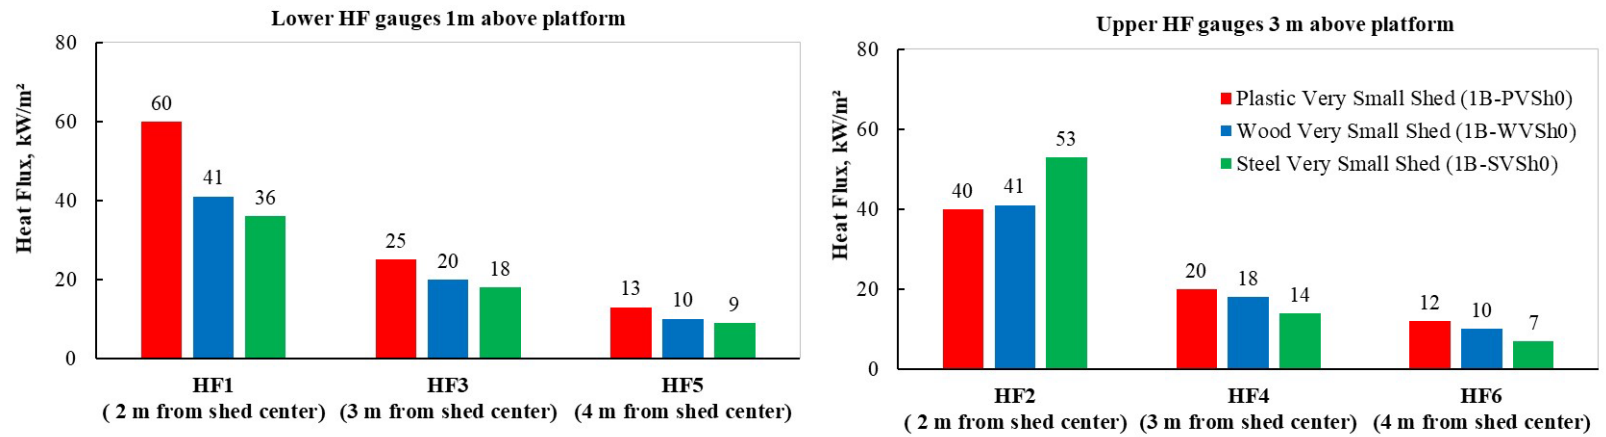 Lower HF gauges 1m above platform
Heat Flux, kW/m²
80
60
40
20
0
60
41
36
25
20
18
13
10
9
HF1
( 2 m from shed center)
HF3
(3 m from shed center)
HF5
(4 m from shed center)
Upper HF gauges 3 m above platform
Heat Flux, kW/m²
80
60
40
20
0
Plastic Very Small Shed (1B-PVSh0)
Wood Very Small Shed (1B-WVSh0)
Steel Very Small Shed (1B-SVSh0)
40
41
53
20
18
14
12
10
7
HF2
( 2 m from shed center)
HF4
(3 m from shed center)
HF6
(4 m from shed center)